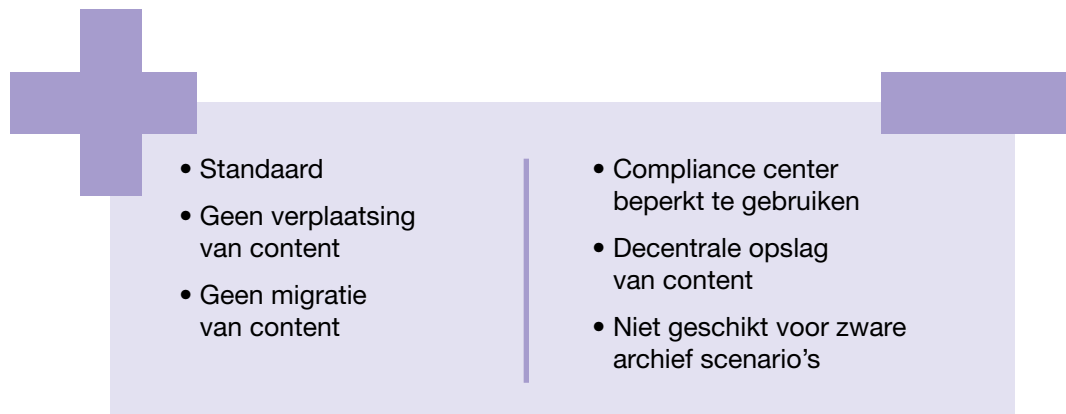 • Standaard
• Geen verplaatsing
van content
• Geen migratie
van content
• Compliance center
beperkt te gebruiken
• Decentrale opslag
van content
• Niet geschikt voor zware
archief scenario’s